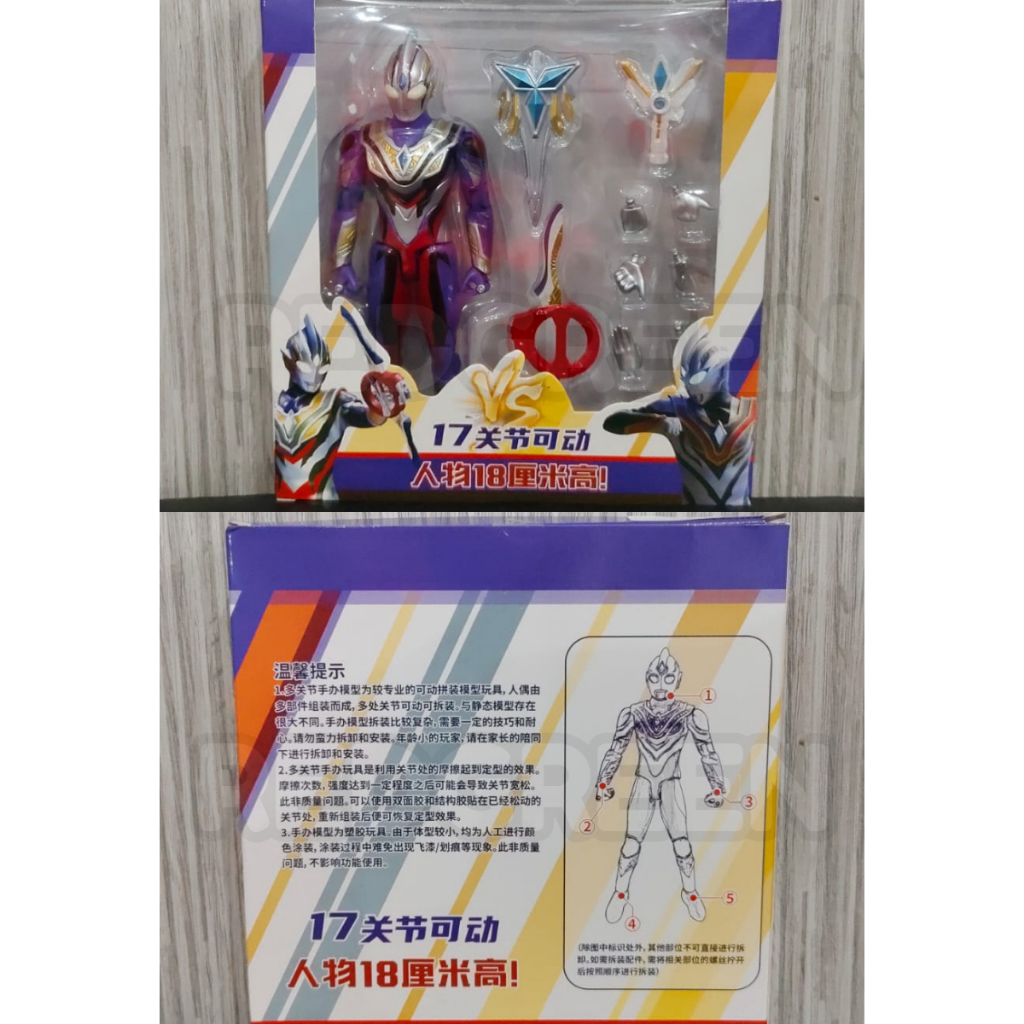 VS
17关节可动
人物18厘米高!
REDGREEN
温馨提示
1.多关节手办模型为较专业的可动拼装模型玩具,人偶由
多部件组装而成,多处关节可动可拆装。与静态模型存在
很大不同。手办模型拆装比较复杂,需要一定的技巧和耐
心。请勿蛮力拆卸和安装。年龄小的玩家,请在家长的陪同
下进行拆卸和安装。
2.多关节手办玩具是利用关节处的摩擦起到定型的效果。
摩擦次数,强度达到一定程度之后可能会导致关节宽松。
此非质量问题。可以使用双面胶和结构胶贴在已经松动的
关节处,重新组装后便可恢复定型效果。
3.手办模型为塑胶玩具。由于体型较小,均为人工进行颜
色涂装,涂装过程中难免出现飞漆/划痕等现象。此非质量
问题,不影响功能使用。
1
2
3
4
5
(除图中标识处外,其他部位不可直接进行拆
卸。如需拆装配件,需将相关部位的螺丝拧开
后按照顺序进行拆装)
REDGREEN
17关节可动
人物18厘米高!